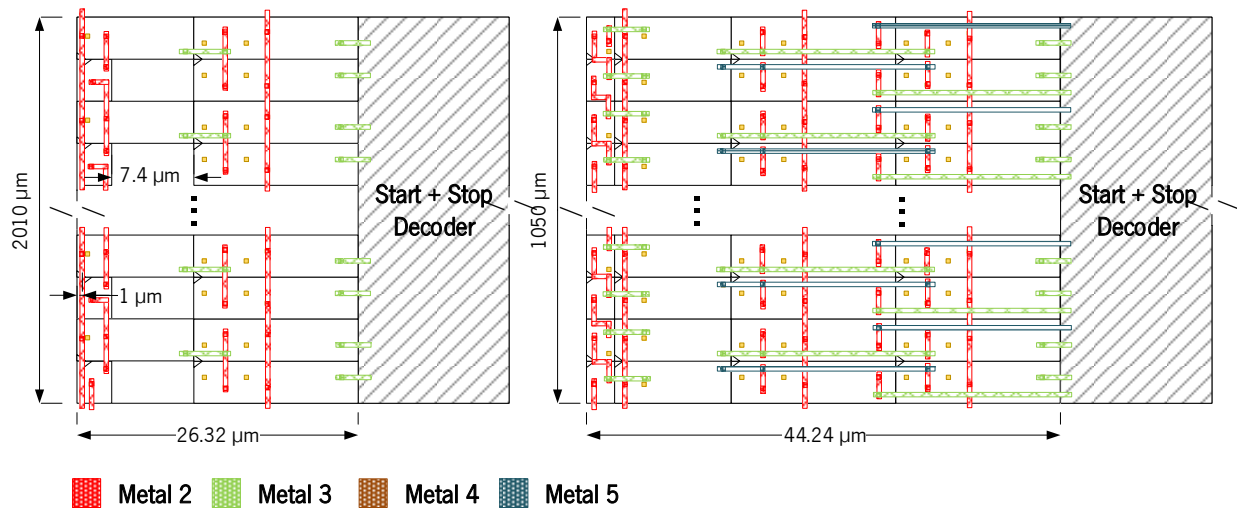 2010 µm
7.4 µm
1 µm
26.32 µm
Start + Stop
Decoder
1050 µm
44.24 µm
Start + Stop
Decoder
Metal 2
Metal 3
Metal 4
Metal 5